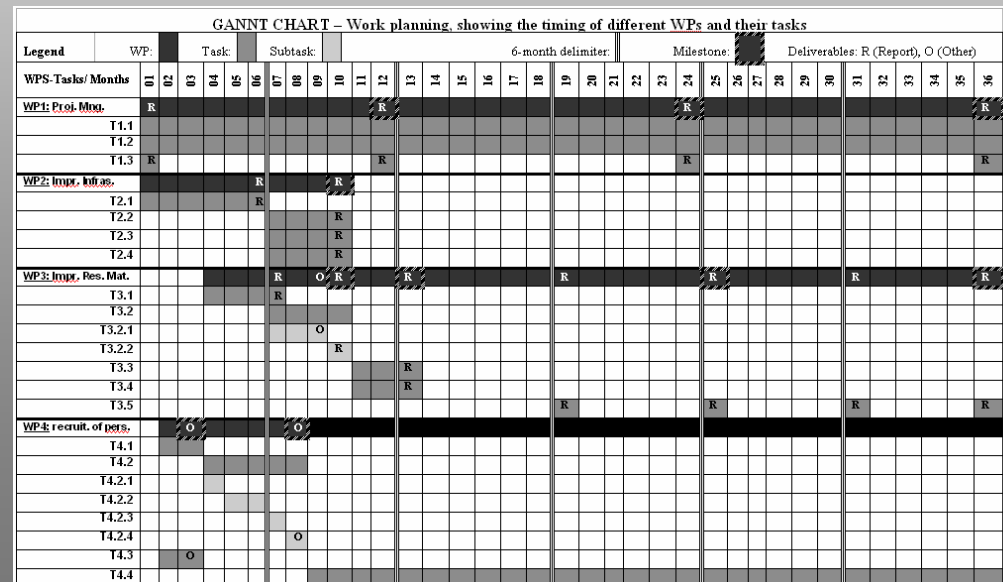 GANNT CHART – Work planning, showing the timing of different WPs and their tasks
Legend WP: Task: Subtask: 6-month delimiter: Milestone: Deliverables: R (Report), O (Other)
WPS-Tasks/ Months 01 02 03 04 05 06 07 08 09 10 11 12 13 14 15 16 17 18 19 20 21 22 23 24 25 26 27 28 29 30 31 32 33 34 35 36
WP1: Proj. Mng. R R R R
T1.1
T1.2
T1.3 R R R R
WP2: Impr. Infras. R R
T2.1 R
T2.2 R
T2.3 R
T2.4 R
WP3: Impr. Res. Mat. R O R R R R R R
T3.1 R
T3.2
T3.2.1 O
T3.2.2 R
T3.3 R
T3.4 R
T3.5 R R R R
WP4: recruit. of pers. O O
T4.1
T4.2
T4.2.1
T4.2.2
T4.2.3
T4.2.4 O
T4.3 O
T4.4